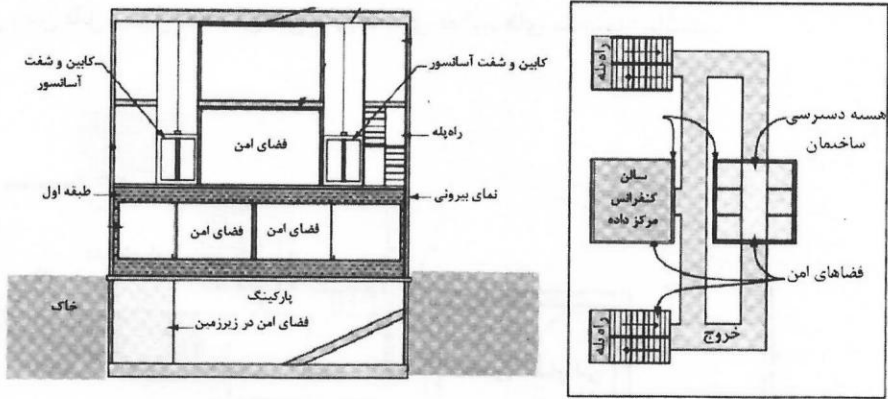 کابین و شفت
آسانسور
کابین و شفت آسانسور
فضای امن
راه‌پله
طبقه اول
نمای بیرونی
فضای امن
فضای امن
خاک
پارکینگ
فضای امن در زیرزمین
راه‌پله
هسته دسترسی
ساختمان
سالن
کنفرانس
مرکز داده
فضاهای امن
راه‌پله
خروج